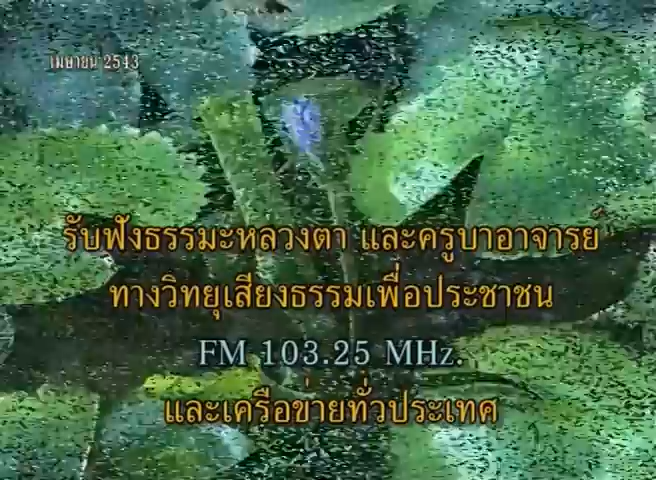 เมษายน 2543
รับฟังธรรมะหลวงตา และครูบาอาจารย์
ทางวิทยุเสียงธรรมเพื่อประชาชน
FM 103.25 MHz.
และเครือข่ายทั่วประเทศ